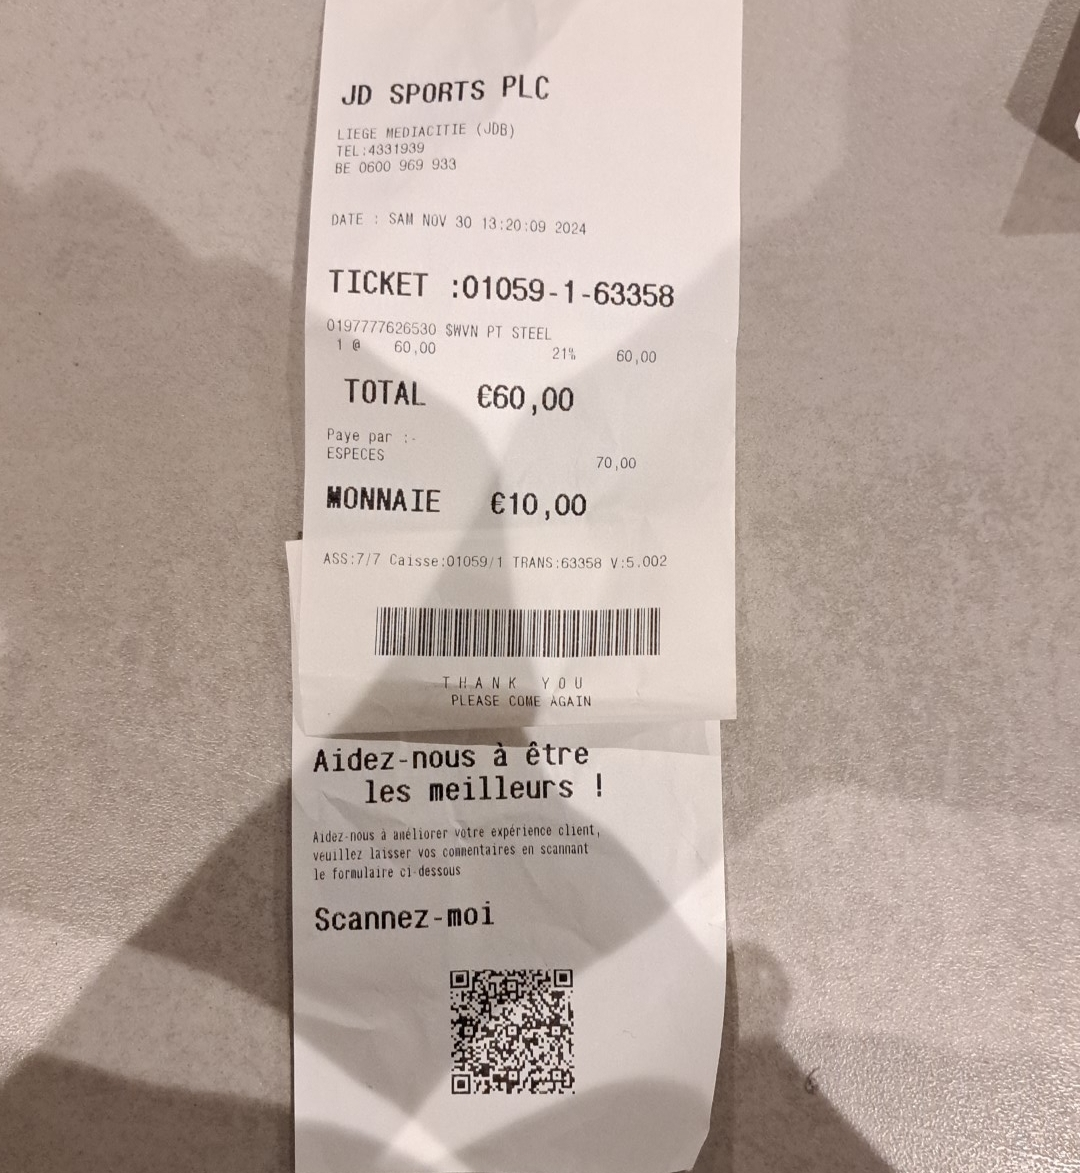 JD SPORTS PLC
LIEGE MEDIACITIE (JDB)
TEL:4331939
BE 0600 969 933
DATE : SAM NOV 30 13:20:09 2024
TICKET :01059-1-63358
0197777626530 $WVN PT STEEL
1 @ 60,00 21% 60,00
TOTAL €60,00
Paye par :-
ESPECES 70,00
MONNAIE €10,00
ASS:7/7 Caisse:01059/1 TRANS:63358 V:5.002
THANK YOU
PLEASE COME AGAIN
Aidez-nous à être
les meilleurs !
Aidez-nous à améliorer votre expérience client,
veuillez laisser vos commentaires en scannant
le formulaire ci-dessous
Scannez-moi